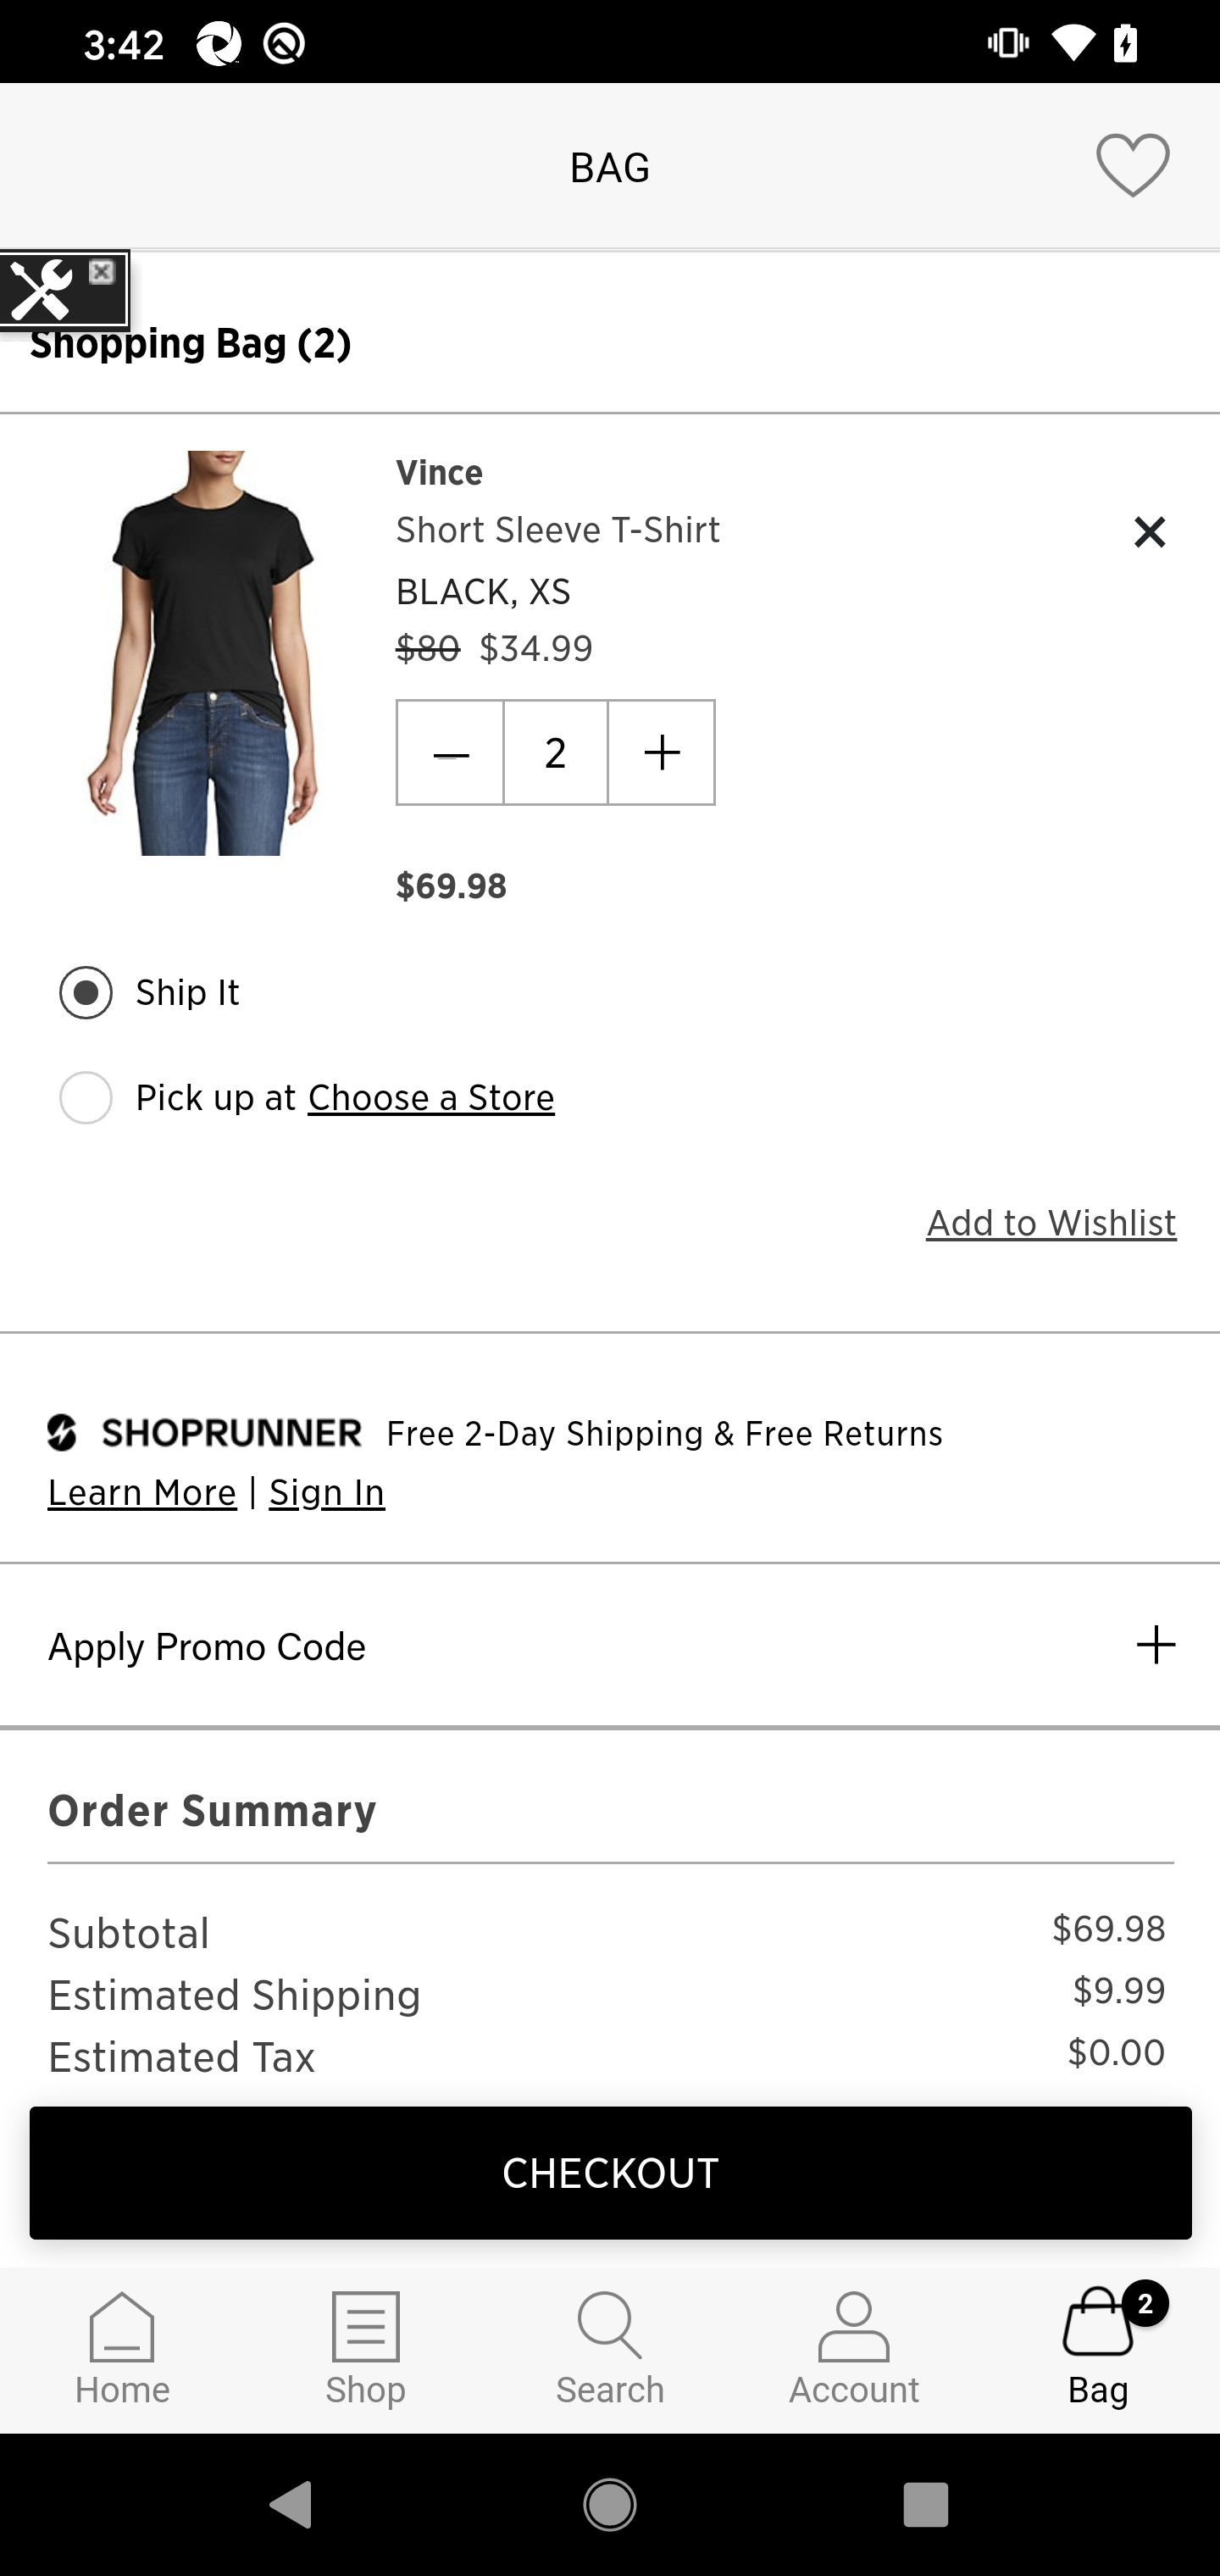 3:42
BAG
Shopping Bag (2)
Vince
Short Sleeve T-Shirt
BLACK, XS
$80 $34.99
2
$69.98
Ship It
Pick up at Choose a Store
Add to Wishlist
SHOPRUNNER Free 2-Day Shipping & Free Returns
Learn More | Sign In
Apply Promo Code
Order Summary
Subtotal $69.98
Estimated Shipping $9.99
Estimated Tax $0.00
CHECKOUT
2
Home Shop Search Account Bag